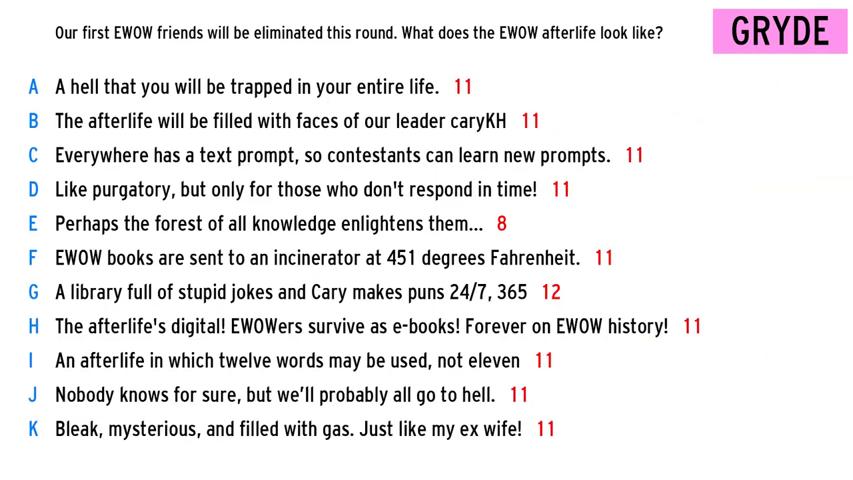 Our first EWOW friends will be eliminated this round. What does the EWOW afterlife look like?
GRYDE
A A hell that you will be trapped in your entire life. 11
B The afterlife will be filled with faces of our leader caryKH 11
C Everywhere has a text prompt, so contestants can learn new prompts. 11
D Like purgatory, but only for those who don't respond in time! 11
E Perhaps the forest of all knowledge enlightens them... 8
F EWOW books are sent to an incinerator at 451 degrees Fahrenheit. 11
G A library full of stupid jokes and Cary makes puns 24/7, 365 12
H The afterlife's digital! EWOWers survive as e-books! Forever on EWOW history! 11
I An afterlife in which twelve words may be used, not eleven 11
J Nobody knows for sure, but we’ll probably all go to hell. 11
K Bleak, mysterious, and filled with gas. Just like my ex wife! 11